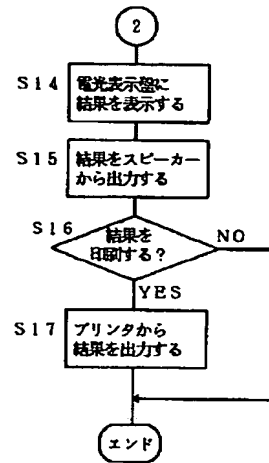 2
S14
電光表示盤に
結果を表示する
S15
結果をスピーカー
から出力する
S16
結果を
印刷する?
NO
YES
S17
プリンタから
結果を出力する
エンド